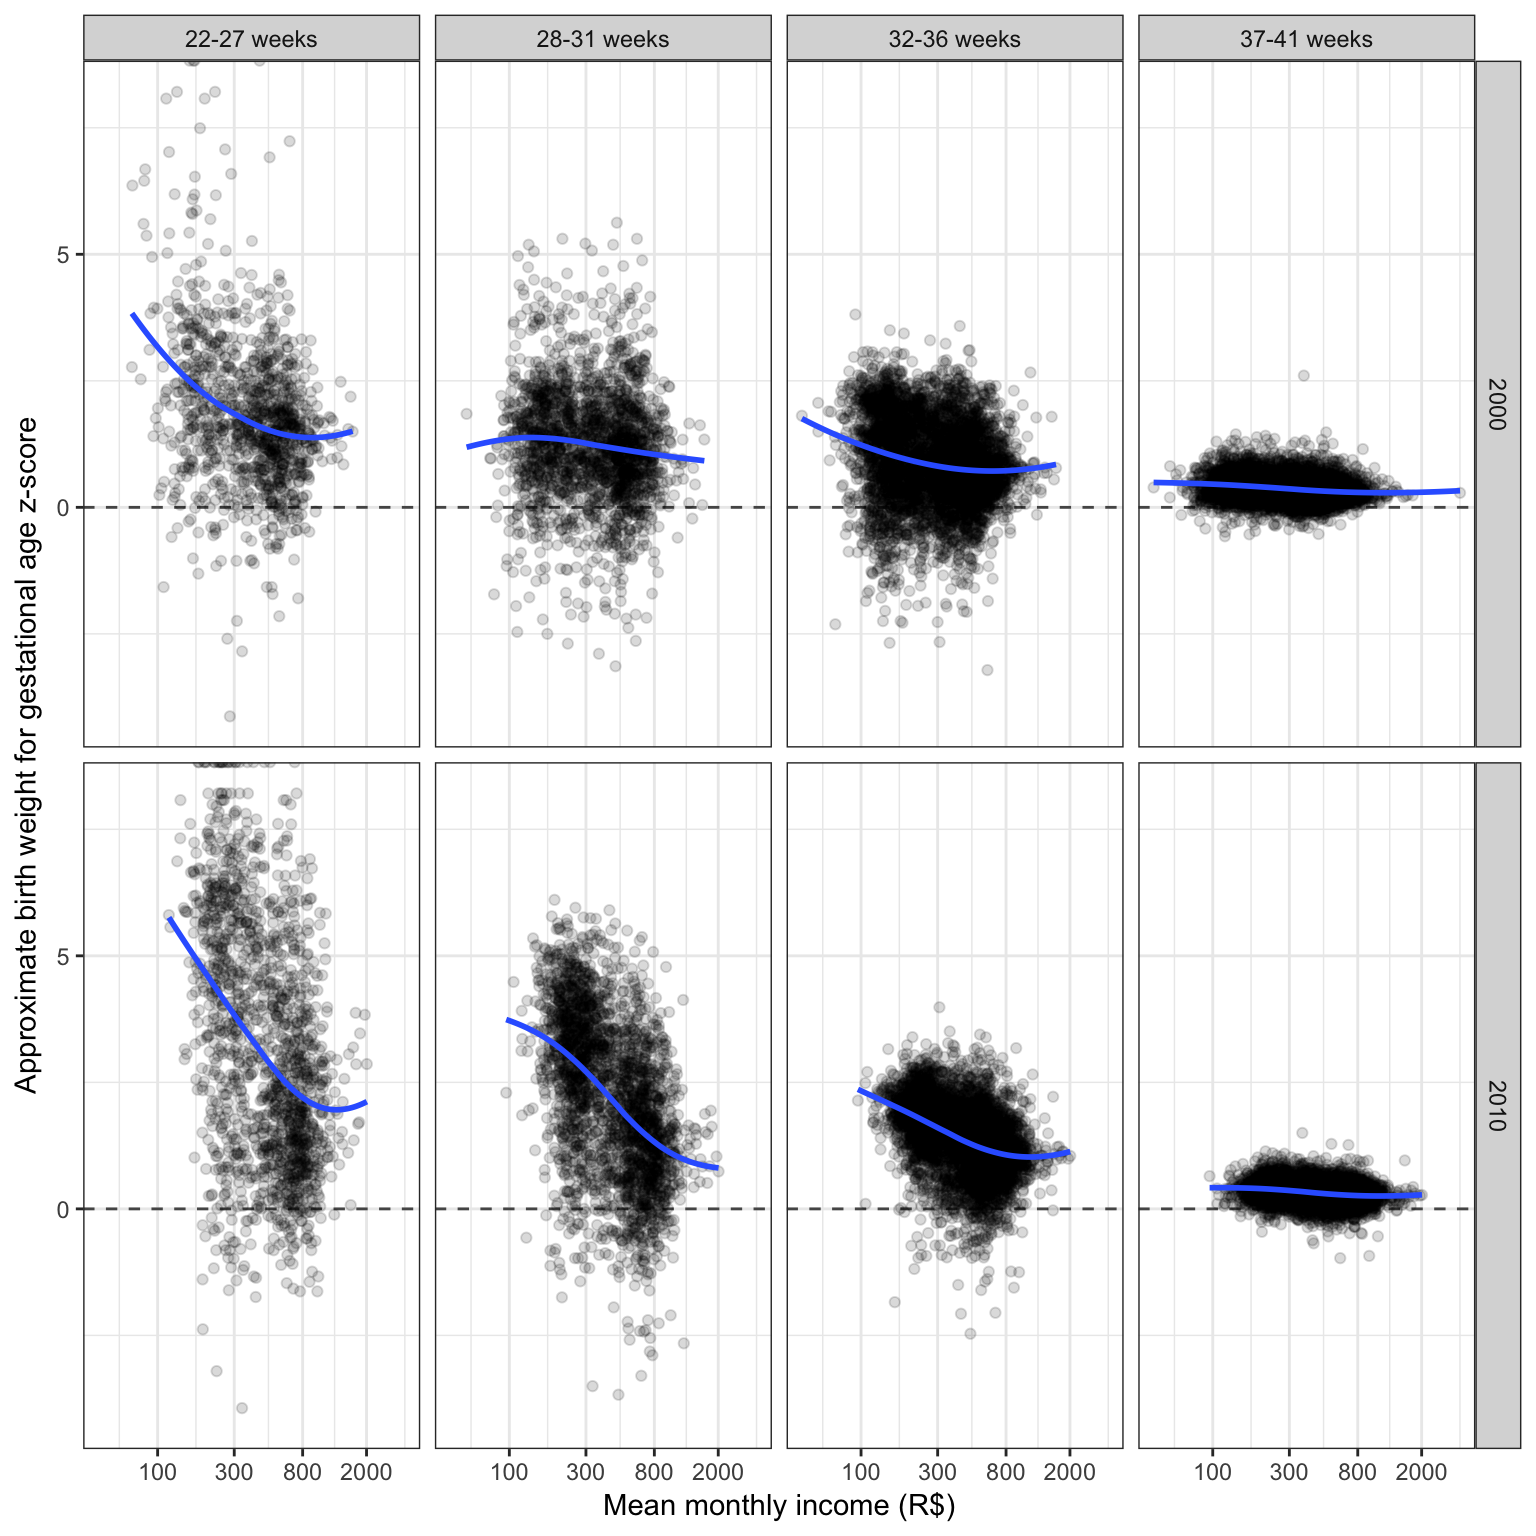 22-27 weeks 28-31 weeks 32-36 weeks 37-41 weeks
5
0
2000
5
0
2010
100 300 800 2000 100 300 800 2000 100 300 800 2000 100 300 800 2000
Mean monthly income (R$)
Approximate birth weight for gestational age z-score